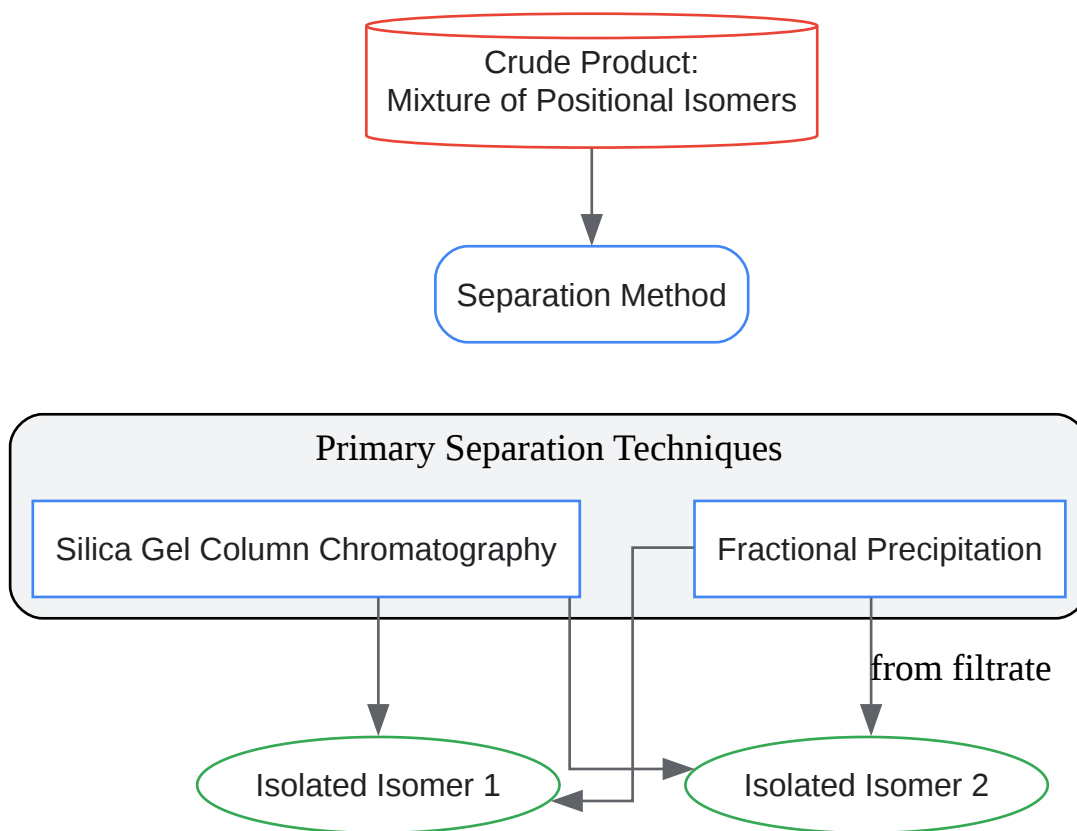 Crude Product:
Mixture of Positional Isomers
Separation Method
Primary Separation Techniques
Silica Gel Column Chromatography
Fractional Precipitation
from filtrate
Isolated Isomer 1
Isolated Isomer 2